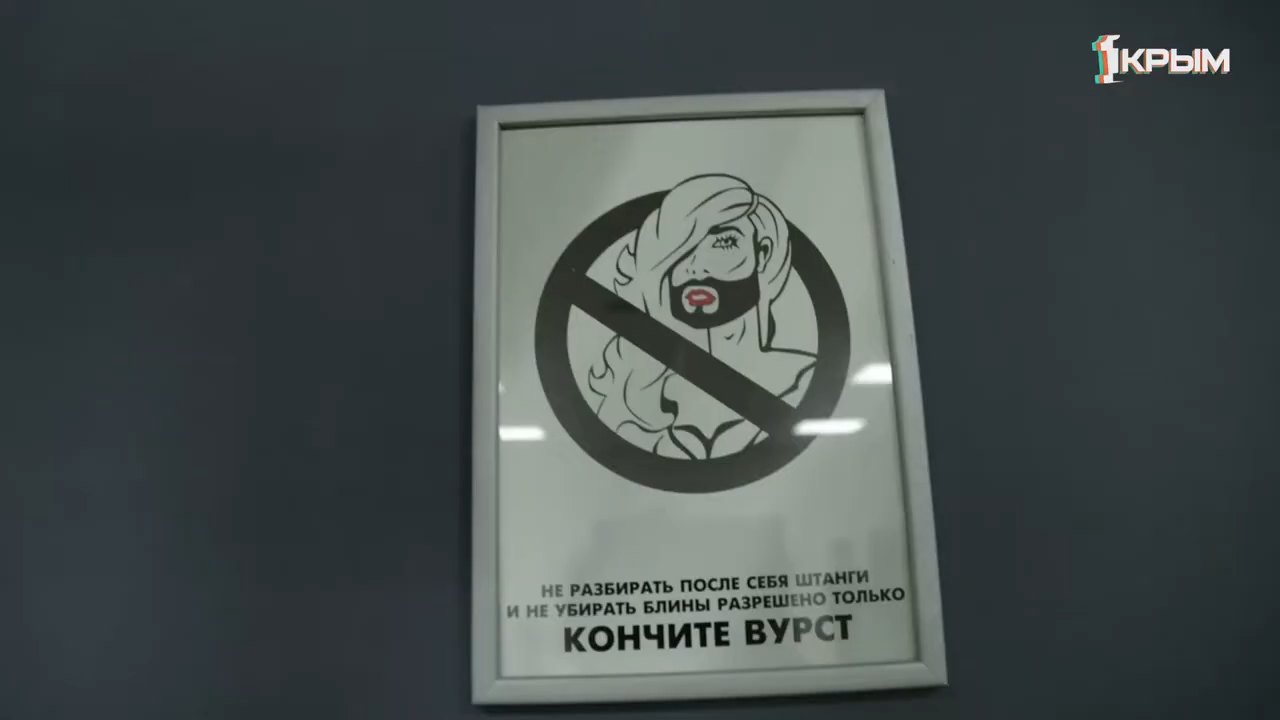 1КРЫМ
НЕ РАЗБИРАТЬ ПОСЛЕ СЕБЯ ШТАНГИ
И НЕ УБИРАТЬ БЛИНЫ РАЗРЕШЕНО ТОЛЬКО
КОНЧИТЕ ВУРСТ